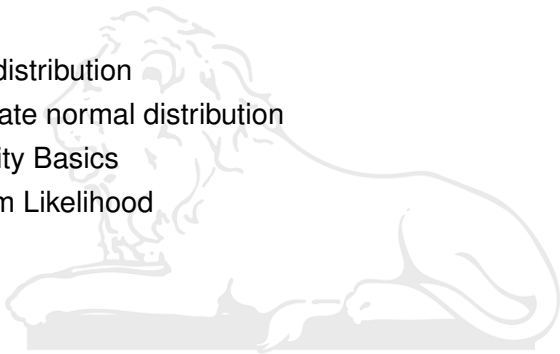 distribution
ate normal distribution
ity Basics
m Likelihood